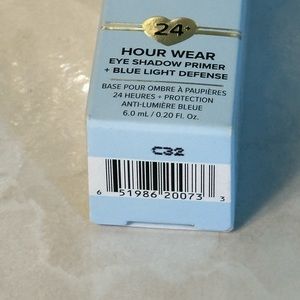 24+
HOUR WEAR
EYE SHADOW PRIMER
+ BLUE LIGHT DEFENSE
BASE POUR OMBRE À PAUPIÈRES
24 HEURES + PROTECTION
ANTI-LUMIÈRE BLEUE
6.0 mL / 0.20 Fl. Oz.
C32
6 51986 20073 3